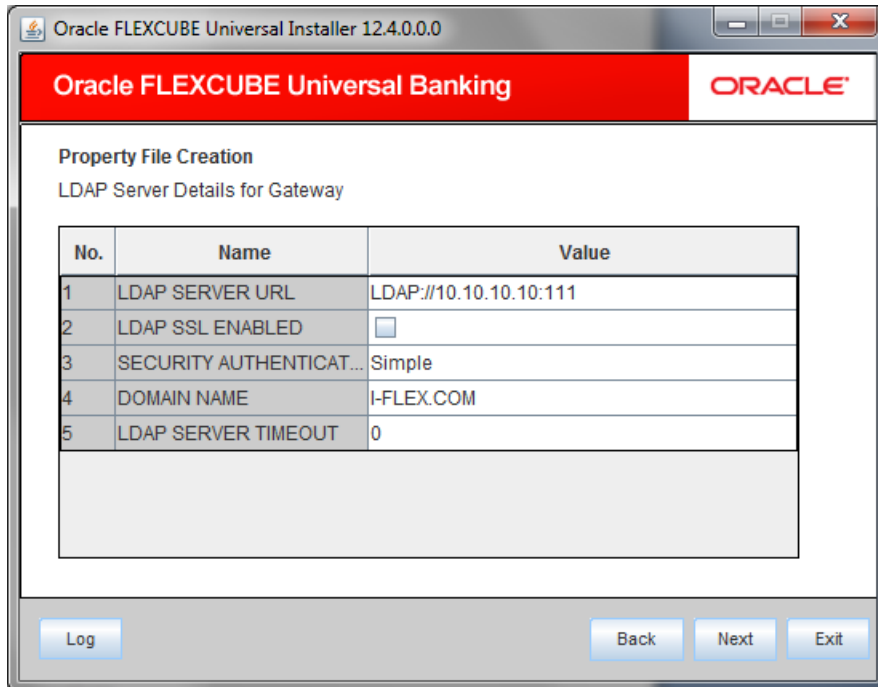 Oracle FLEXCUBE Universal Installer 12.4.0.0.0
Oracle FLEXCUBE Universal Banking
ORACLE
Property File Creation
LDAP Server Details for Gateway
No. Name Value
1 LDAP SERVER URL LDAP://10.10.10.10:111
2 LDAP SSL ENABLED
3 SECURITY AUTHENTICAT... Simple
4 DOMAIN NAME I-FLEX.COM
5 LDAP SERVER TIMEOUT 0
Log Back Next Exit